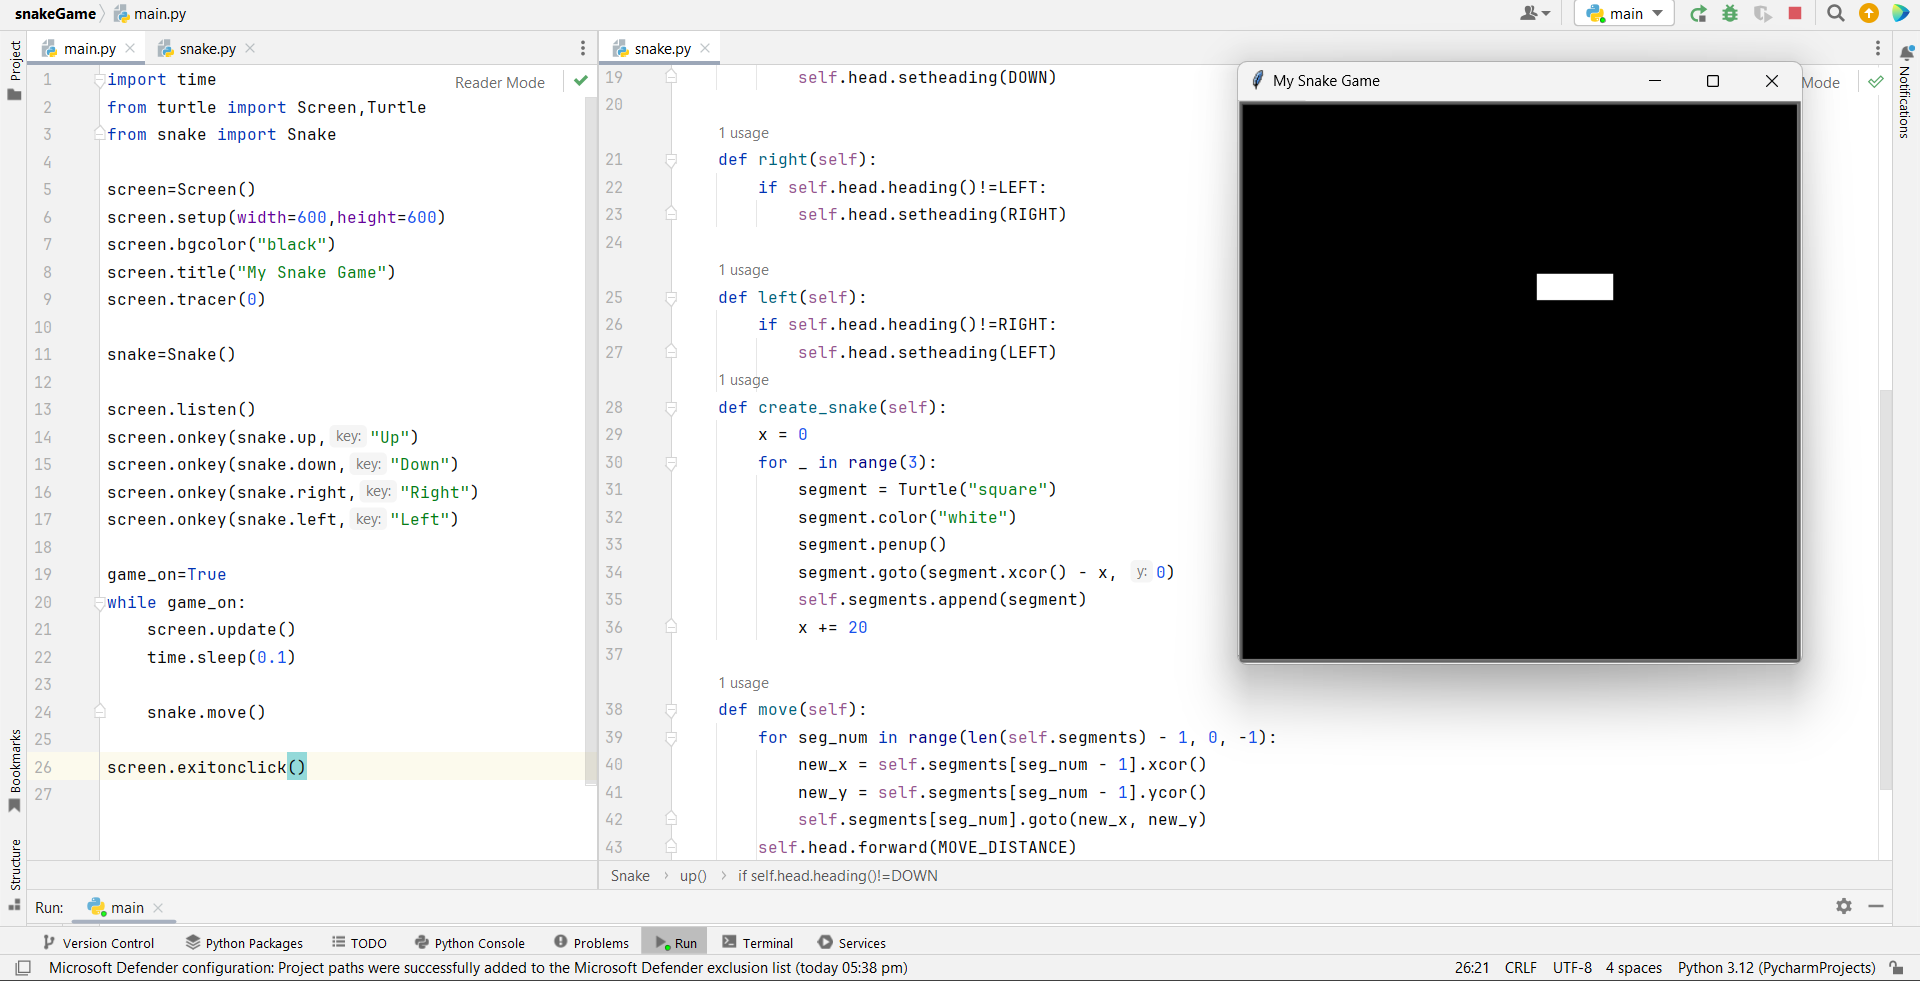 snakeGame main.py
main
main.py snake.py
Project
Reader Mode
1 import time
2 from turtle import Screen,Turtle
3 from snake import Snake
4
5 screen=Screen()
6 screen.setup(width=600,height=600)
7 screen.bgcolor("black")
8 screen.title("My Snake Game")
9 screen.tracer(0)
10
11 snake=Snake()
12
13 screen.listen()
14 screen.onkey(snake.up, key: "Up")
15 screen.onkey(snake.down, key: "Down")
16 screen.onkey(snake.right, key: "Right")
17 screen.onkey(snake.left, key: "Left")
18
19 game_on=True
20 while game_on:
21 screen.update()
22 time.sleep(0.1)
23
24 snake.move()
25
26 screen.exitonclick()
27
Bookmarks
Structure
snake.py
19 self.head.setheading(DOWN)
20
1 usage
21 def right(self):
22 if self.head.heading()!=LEFT:
23 self.head.setheading(RIGHT)
24
1 usage
25 def left(self):
26 if self.head.heading()!=RIGHT:
27 self.head.setheading(LEFT)
1 usage
28 def create_snake(self):
29 x = 0
30 for _ in range(3):
31 segment = Turtle("square")
32 segment.color("white")
33 segment.penup()
34 segment.goto(segment.xcor() - x, y: 0)
35 self.segments.append(segment)
36 x += 20
37
1 usage
38 def move(self):
39 for seg_num in range(len(self.segments) - 1, 0, -1):
40 new_x = self.segments[seg_num - 1].xcor()
41 new_y = self.segments[seg_num - 1].ycor()
42 self.segments[seg_num].goto(new_x, new_y)
43 self.head.forward(MOVE_DISTANCE)
Snake up() if self.head.heading()!=DOWN
My Snake Game
Mode
Notifications
Run: main
Version Control Python Packages TODO Python Console Problems Run Terminal Services
Microsoft Defender configuration: Project paths were successfully added to the Microsoft Defender exclusion list (today 05:38 pm)
26:21 CRLF UTF-8 4 spaces Python 3.12 (PycharmProjects)